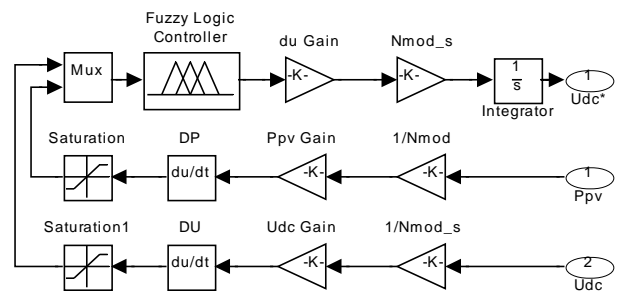 Fuzzy Logic
Controller
du Gain
Nmod_s
Mux
-K-
-K-
1
s
1
Integrator
Udc*
Saturation
DP
Ppv Gain
1/Nmod
du/dt
-K-
-K-
1
Ppv
Saturation1
DU
Udc Gain
1/Nmod_s
du/dt
-K-
-K-
2
Udc